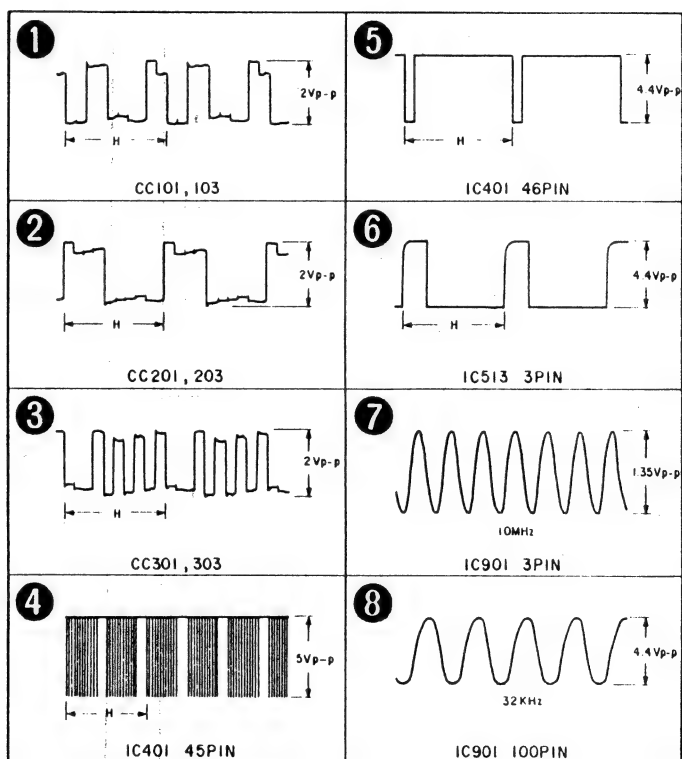 1
2Vp-p
H
CC101,103
2
2Vp-p
H
CC201,203
3
2Vp-p
H
CC301,303
4
5Vp-p
H
IC401 45PIN
5
4.4Vp-p
H
IC401 46PIN
6
4.4Vp-p
H
IC513 3PIN
7
1.35Vp-p
10MHz
IC901 3PIN
8
4.4Vp-p
32KHz
IC901 100PIN